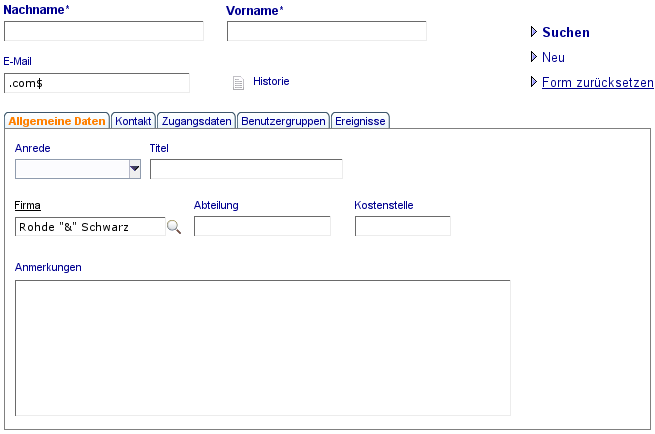 Nachname*
Vorname*
Suchen
Neu
Form zurücksetzen
E-Mail
.com$
Historie
Allgemeine Daten
Kontakt
Zugangsdaten
Benutzergruppen
Ereignisse
Anrede
Titel
Firma
Abteilung
Kostenstelle
Rohde "&" Schwarz
Anmerkungen